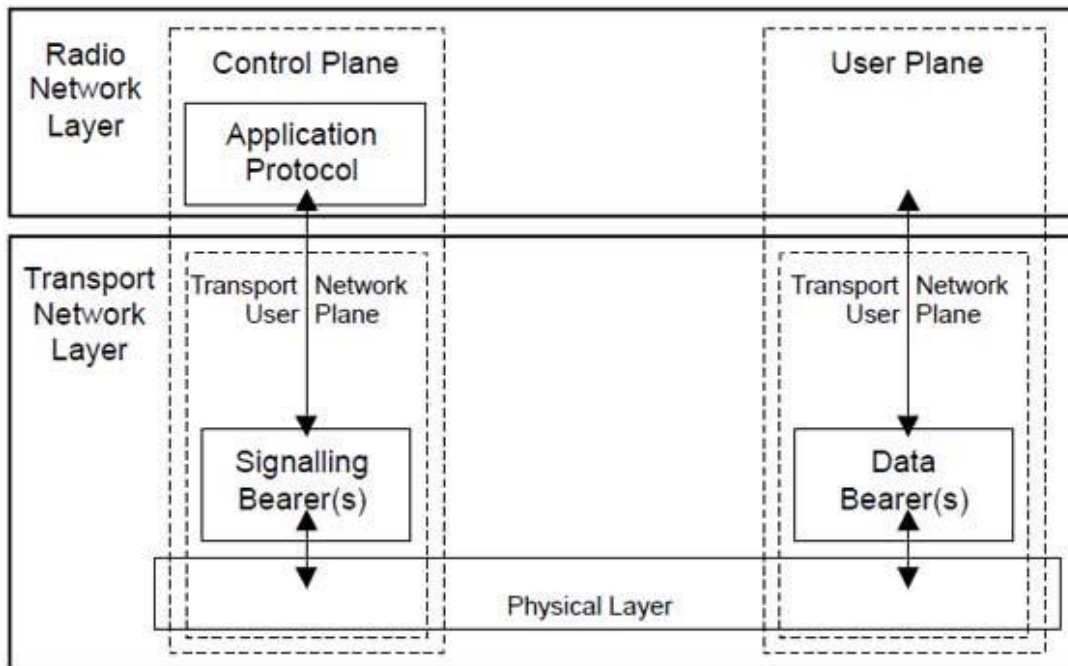 Radio
Network
Layer
Control Plane
User Plane
Application
Protocol
Transport
Network
Layer
Transport Network
User Plane
Transport Network
User Plane
Signalling
Bearer(s)
Data
Bearer(s)
Physical Layer